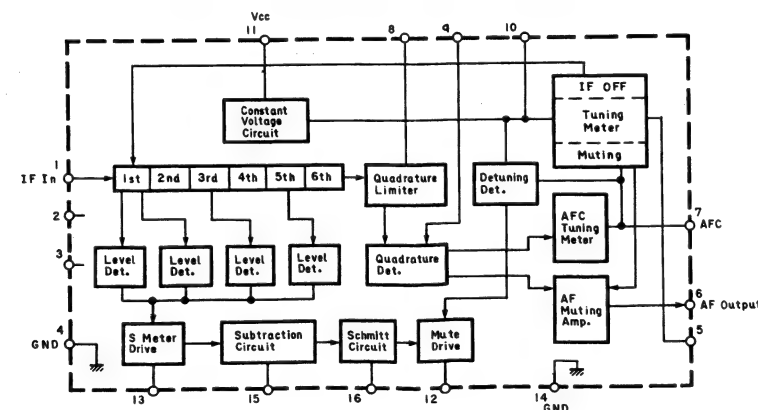 Vcc
11
8
9
10
IF OFF
Tuning
Meter
Muting
Constant
Voltage
Circuit
1
IF In
1st 2nd 3rd 4th 5th 6th
Quadrature
Limiter
Detuning
Det.
2
AFC
Tuning
Meter
7
AFC
3
Level
Det.
Level
Det.
Level
Det.
Level
Det.
Quadrature
Det.
AF
Muting
Amp.
6
AF Output
4
GND
S Meter
Drive
Subtraction
Circuit
Schmitt
Circuit
Mute
Drive
5
13
15
16
12
14
GND